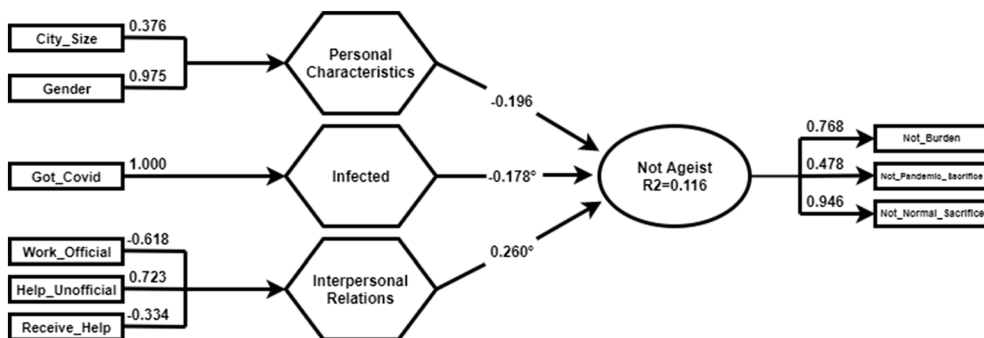 City_Size
0.376
Gender
0.975
Personal
Characteristics
-0.196
Got_Covid
1.000
Infected
-0.178°
Not Ageist
R2=0.116
0.768
Not_Burden
0.478
Not_Pandemic_Sacrifice
0.946
Not_Normal_Sacrifice
Work_Official
-0.618
Help_Unofficial
0.723
Receive_Help
-0.334
Interpersonal
Relations
0.260°